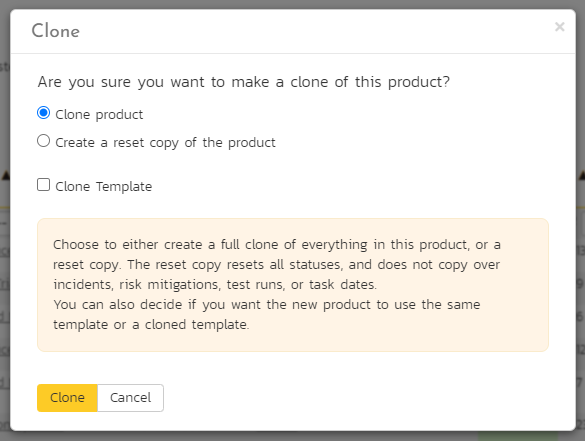 Clone
×
Are you sure you want to make a clone of this product?
Clone product
Create a reset copy of the product
Clone Template
Choose to either create a full clone of everything in this product, or a
reset copy. The reset copy resets all statuses, and does not copy over
incidents, risk mitigations, test runs, or task dates.
You can also decide if you want the new product to use the same
template or a cloned template.
Clone Cancel